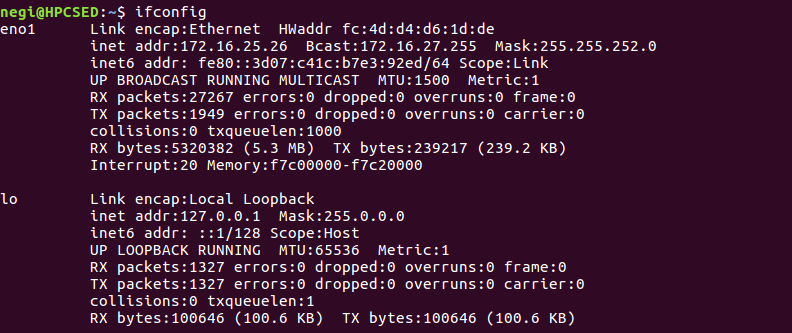 negi@HPCSED:~$ ifconfig
eno1      Link encap:Ethernet  HWaddr fc:4d:d4:d6:1d:de
          inet addr:172.16.25.26  Bcast:172.16.27.255  Mask:255.255.252.0
          inet6 addr: fe80::3d07:c41c:b7e3:92ed/64 Scope:Link
          UP BROADCAST RUNNING MULTICAST  MTU:1500  Metric:1
          RX packets:27267 errors:0 dropped:0 overruns:0 frame:0
          TX packets:1949 errors:0 dropped:0 overruns:0 carrier:0
          collisions:0 txqueuelen:1000
          RX bytes:5320382 (5.3 MB)  TX bytes:239217 (239.2 KB)
          Interrupt:20 Memory:f7c00000-f7c20000
lo        Link encap:Local Loopback
          inet addr:127.0.0.1  Mask:255.0.0.0
          inet6 addr: ::1/128 Scope:Host
          UP LOOPBACK RUNNING  MTU:65536  Metric:1
          RX packets:1327 errors:0 dropped:0 overruns:0 frame:0
          TX packets:1327 errors:0 dropped:0 overruns:0 carrier:0
          collisions:0 txqueuelen:1
          RX bytes:100646 (100.6 KB)  TX bytes:100646 (100.6 KB)